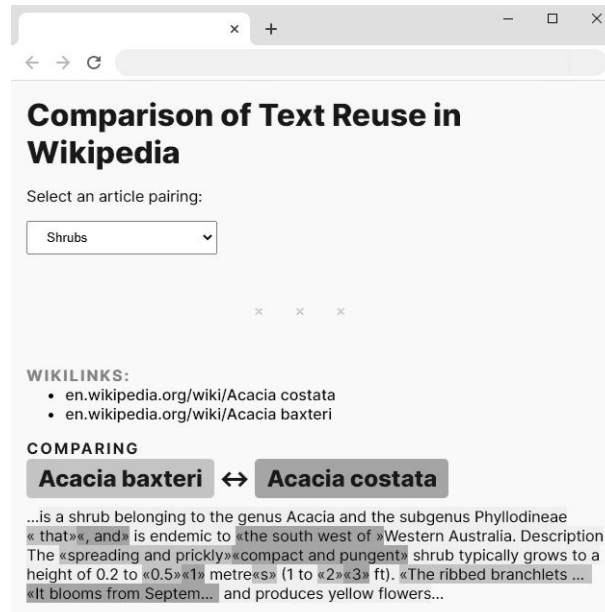 Comparison of Text Reuse in
Wikipedia
Select an article pairing:
Shrubs
× × ×
WIKILINKS:
• en.wikipedia.org/wiki/Acacia costata
• en.wikipedia.org/wiki/Acacia baxteri
COMPARING
Acacia baxteri ↔ Acacia costata
...is a shrub belonging to the genus Acacia and the subgenus Phyllodineae
« that»«, and» is endemic to «the south west of »Western Australia. Description
The «spreading and prickly»«compact and pungent» shrub typically grows to a
height of 0.2 to «0.5»«1» metre«s» (1 to «2»«3» ft). «The ribbed branchlets ...
«It blooms from Septem... and produces yellow flowers...